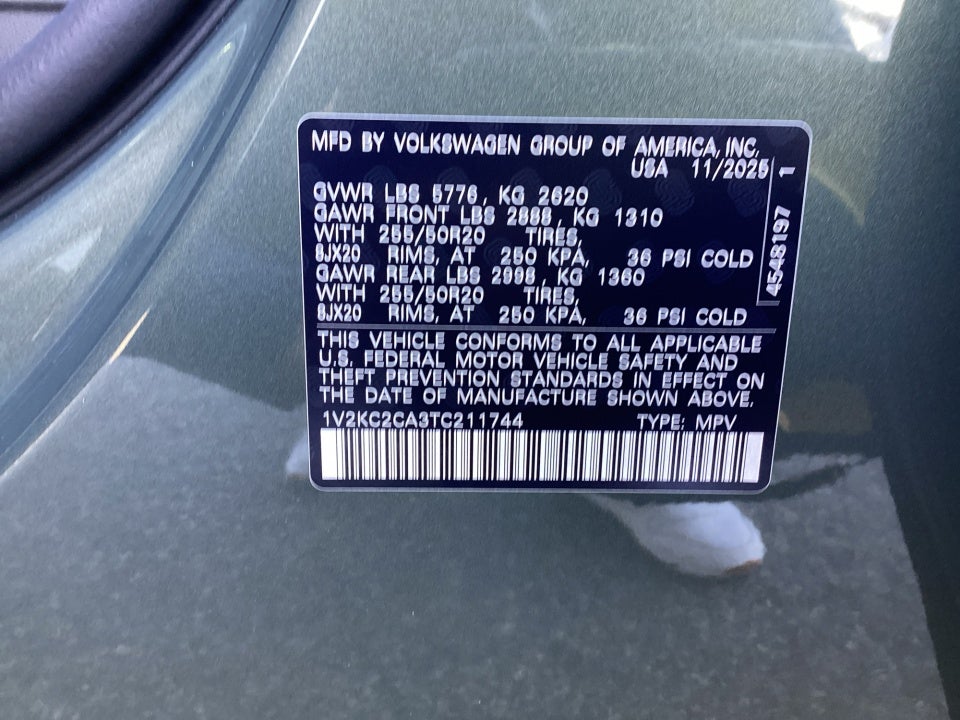 MFD BY VOLKSWAGEN GROUP OF AMERICA, INC.
USA 11/2025
GVWR LBS 5776, KG 2620
GAWR FRONT LBS 2888, KG 1310
WITH 255/50R20 TIRES,
8JX20 RIMS, AT 250 KPA, 36 PSI COLD
GAWR REAR LBS 2998, KG 1360
WITH 255/50R20 TIRES,
8JX20 RIMS, AT 250 KPA, 36 PSI COLD
THIS VEHICLE CONFORMS TO ALL APPLICABLE
U.S. FEDERAL MOTOR VEHICLE SAFETY AND
THEFT PREVENTION STANDARDS IN EFFECT ON
THE DATE OF MANUFACTURE SHOWN ABOVE.
1V2KC2CA3TC211744 TYPE: MPV
4548197 1